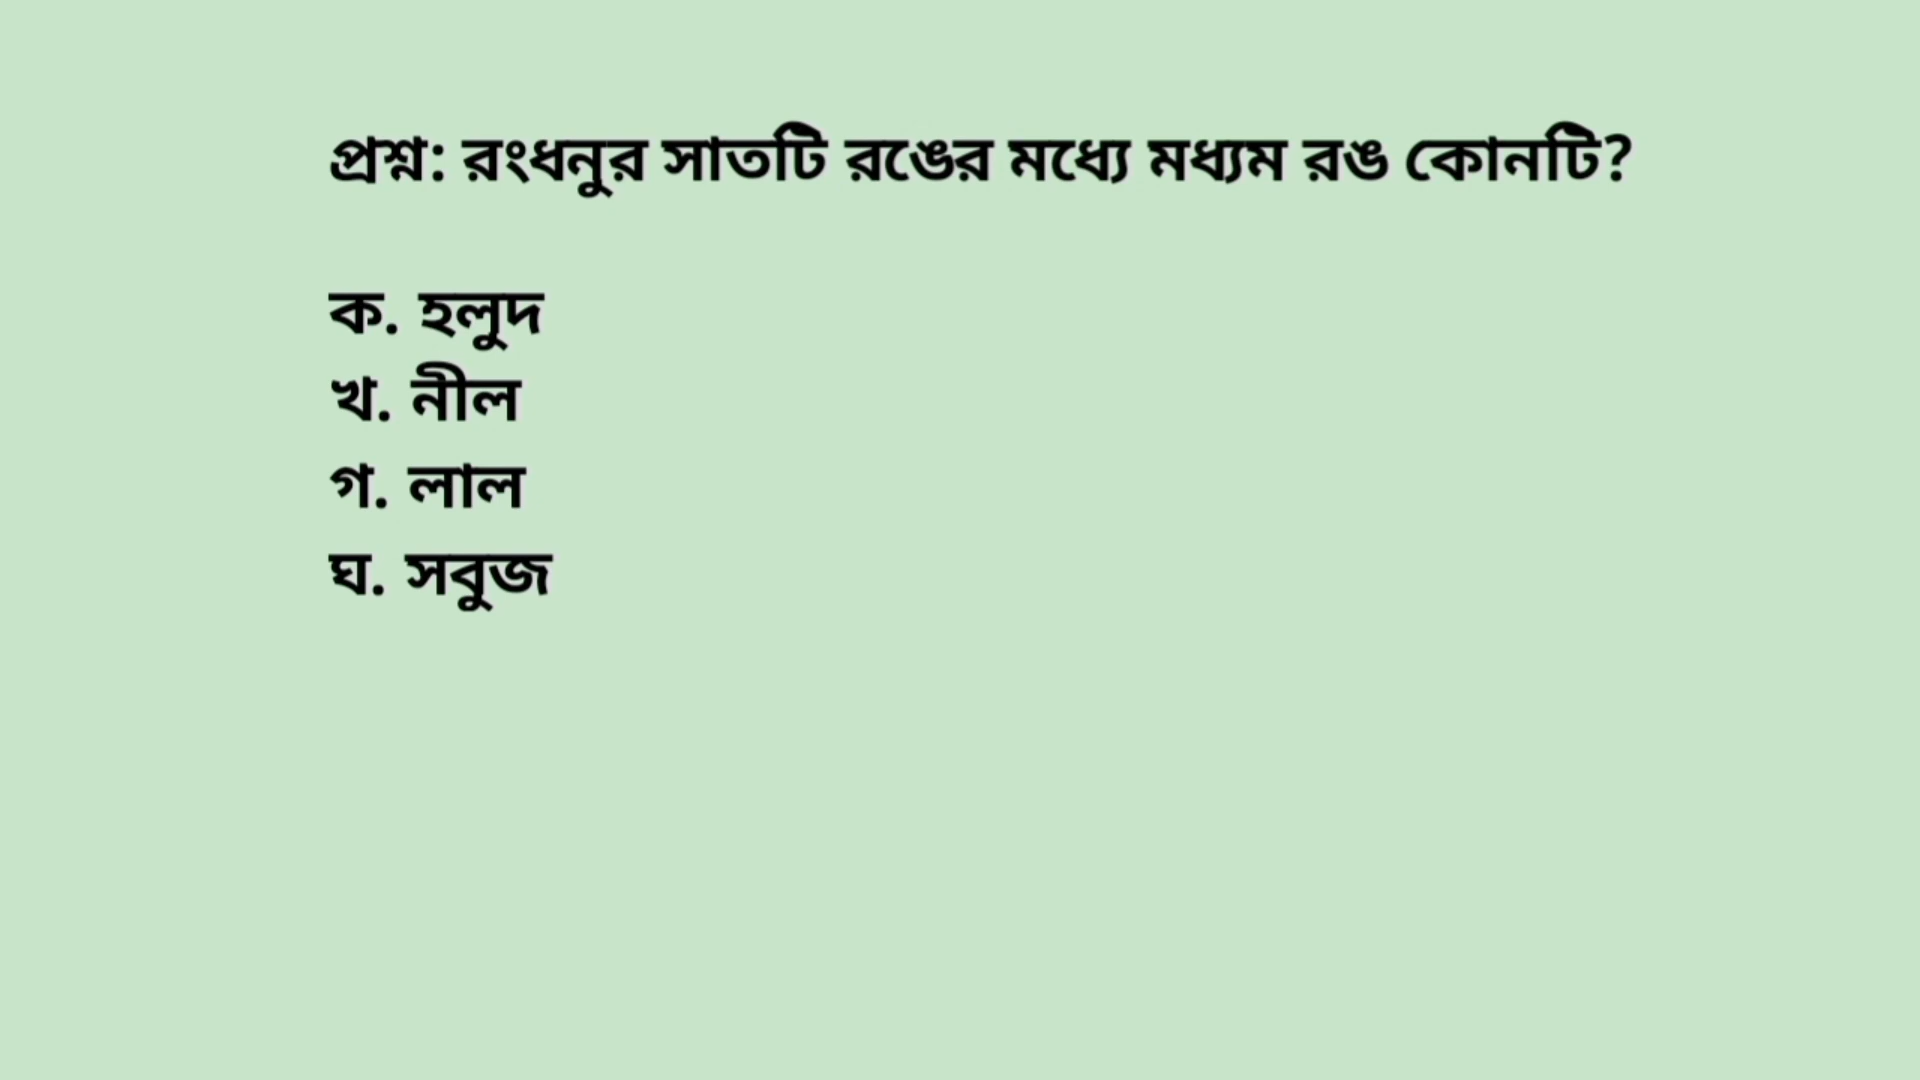 প্রশ্ন: রংধনুর সাতটি রঙের মধ্যে মধ্যম রঙ কোনটি?
ক. হলুদ
খ. নীল
গ. লাল
ঘ. সবুজ